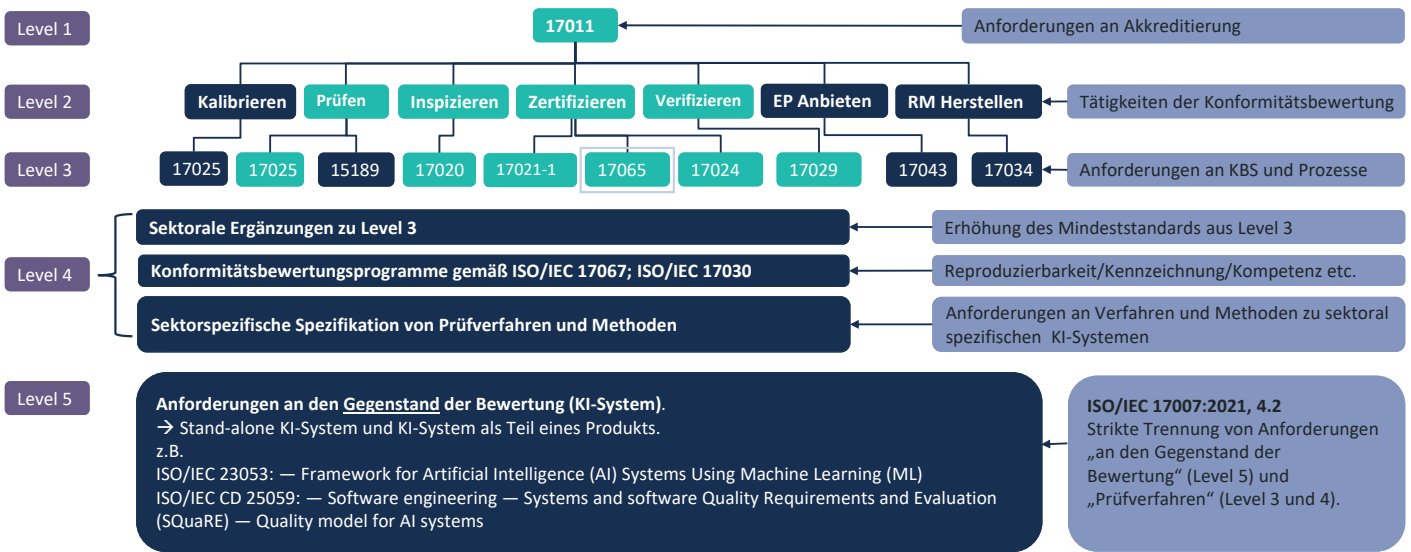 Level 1
17011
Anforderungen an Akkreditierung
Level 2
Kalibrieren
Prüfen
Inspizieren
Zertifizieren
Verifizieren
EP Anbieten
RM Herstellen
Tätigkeiten der Konformitätsbewertung
Level 3
17025
17025
15189
17020
17021-1
17065
17024
17029
17043
17034
Anforderungen an KBS und Prozesse
Level 4
Sektorale Ergänzungen zu Level 3
Erhöhung des Mindeststandards aus Level 3
Konformitätsbewertungsprogramme gemäß ISO/IEC 17067; ISO/IEC 17030
Reproduzierbarkeit/Kennzeichnung/Kompetenz etc.
Sektorspezifische Spezifikation von Prüfverfahren und Methoden
Anforderungen an Verfahren und Methoden zu sektoral
spezifischen KI-Systemen
Level 5
Anforderungen an den Gegenstand der Bewertung (KI-System).
→ Stand-alone KI-System und KI-System als Teil eines Produkts.
z.B.
ISO/IEC 23053: — Framework for Artificial Intelligence (AI) Systems Using Machine Learning (ML)
ISO/IEC CD 25059: — Software engineering — Systems and software Quality Requirements and Evaluation
(SQuaRE) — Quality model for AI systems
ISO/IEC 17007:2021, 4.2
Strikte Trennung von Anforderungen
„an den Gegenstand der
Bewertung“ (Level 5) und
„Prüfverfahren“ (Level 3 und 4).